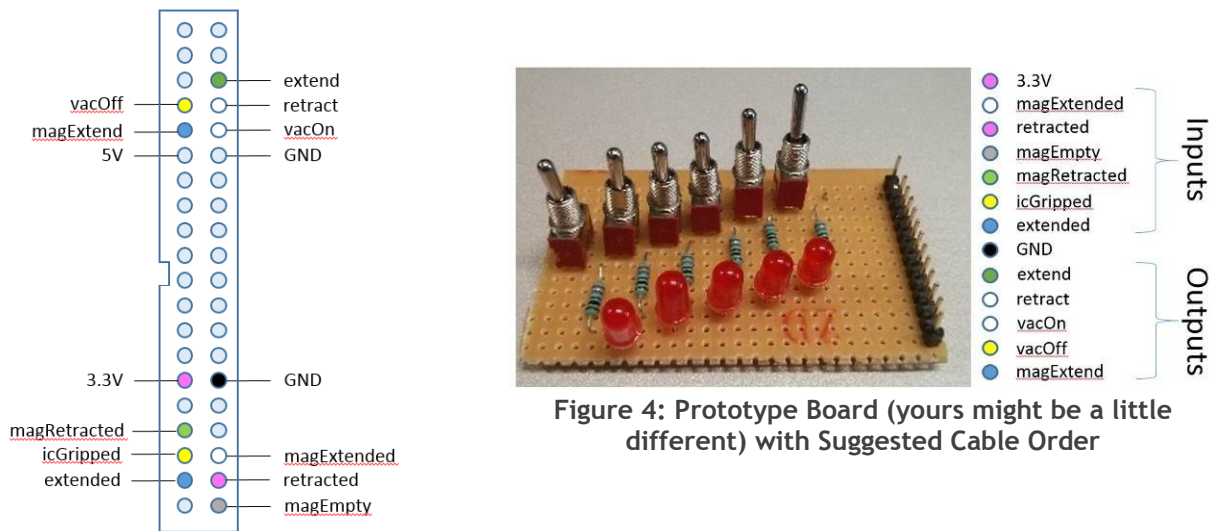 extend
vacOff
retract
magExtend
vacOn
5V
GND
3.3V
GND
magRetracted
icGripped
magExtended
extended
retracted
magEmpty
3.3V
magExtended
retracted
magEmpty
magRetracted
icGripped
extended
Inputs
GND
extend
retract
vacOn
vacOff
magExtend
Outputs
Figure 4: Prototype Board (yours might be a little
different) with Suggested Cable Order